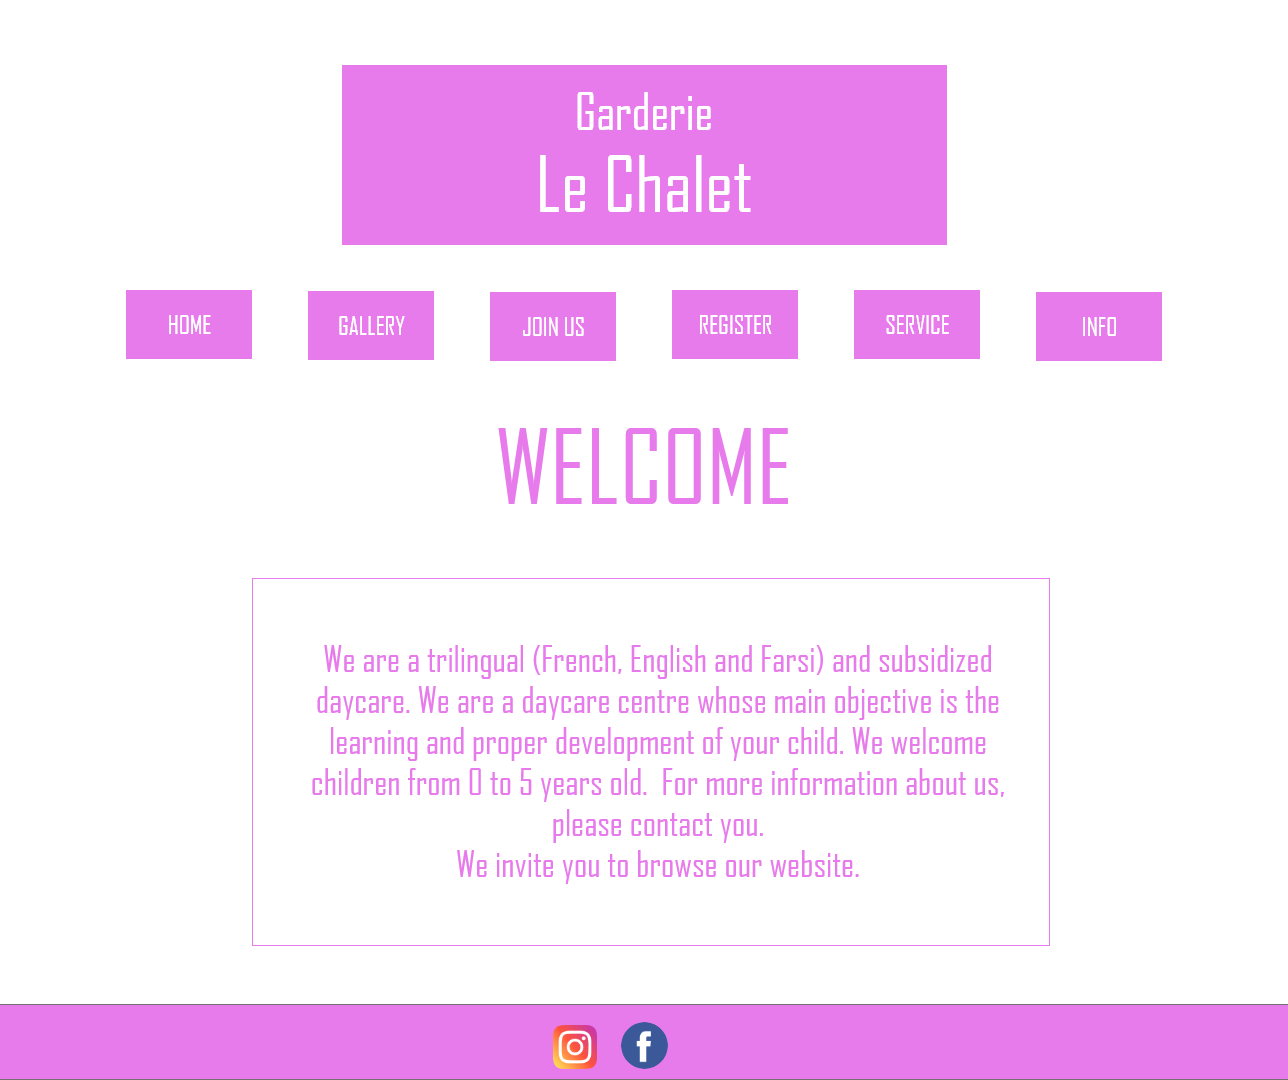 Garderie
Le Chalet
HOME GALLERY JOIN US REGISTER SERVICE INFO
WELCOME
We are a trilingual (French, English and Farsi) and subsidized
daycare. We are a daycare centre whose main objective is the
learning and proper development of your child. We welcome
children from 0 to 5 years old.  For more information about us,
please contact you.
We invite you to browse our website.